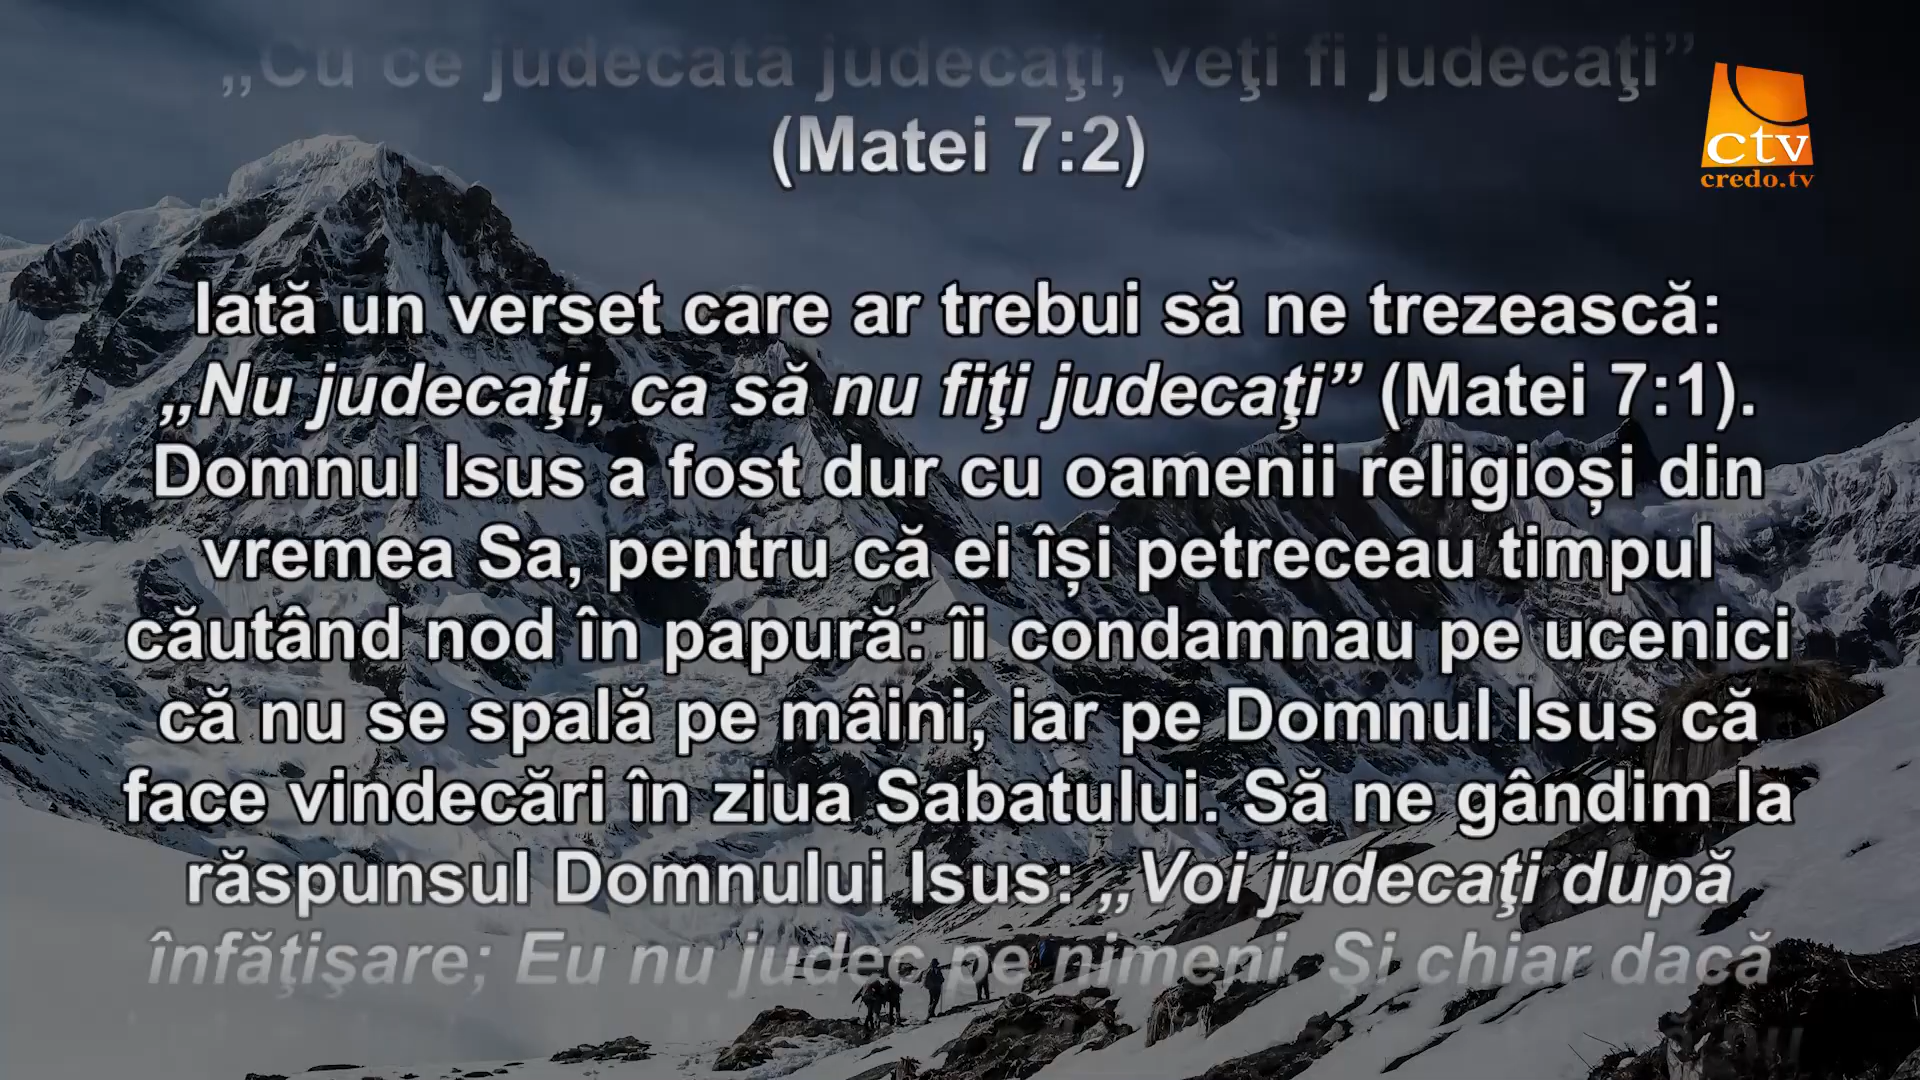 „Cu ce judecată judecaţi, veţi fi judecaţi”
(Matei 7:2)
ctv
credo.tv
Iată un verset care ar trebui să ne trezească:
„Nu judecaţi, ca să nu fiţi judecaţi” (Matei 7:1).
Domnul Isus a fost dur cu oamenii religioși din
vremea Sa, pentru că ei își petreceau timpul
căutând nod în papură: îi condamnau pe ucenici
că nu se spală pe mâini, iar pe Domnul Isus că
face vindecări în ziua Sabatului. Să ne gândim la
răspunsul Domnului Isus: „Voi judecaţi după
înfăţişare; Eu nu judec pe nimeni. Şi chiar dacă